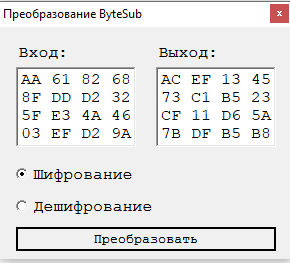 Преобразование ByteSub
x
Вход: Выход:
AA 61 82 68 AC EF 13 45
8F DD D2 32 73 C1 B5 23
5F E3 4A 46 CF 11 D6 5A
03 EF D2 9A 7B DF B5 B8
Шифрование
Дешифрование
Преобразовать